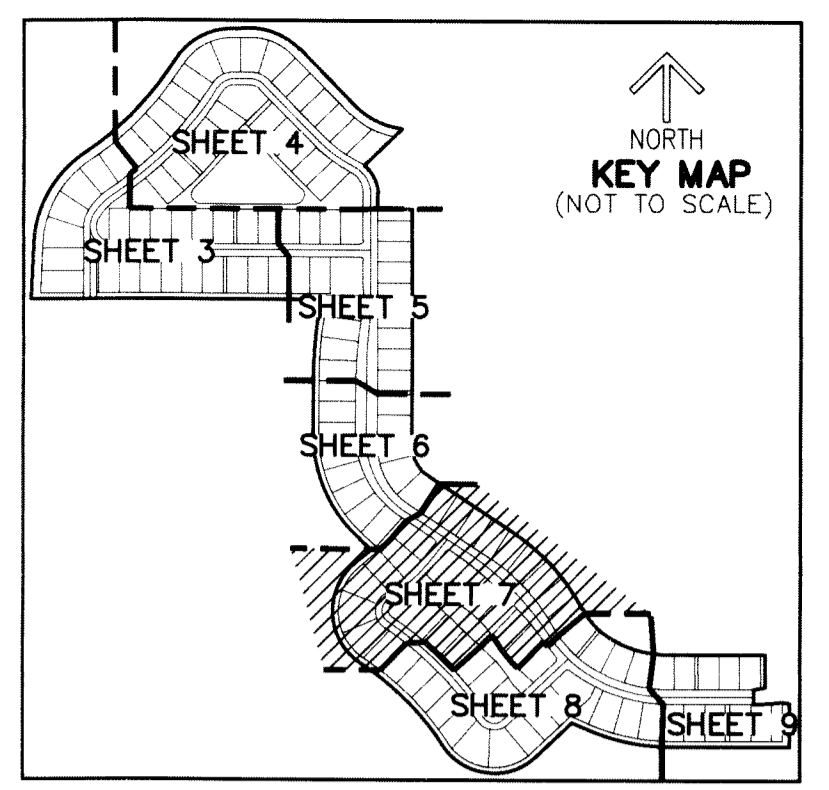 SHEET 4
NORTH
KEY MAP
(NOT TO SCALE)
SHEET 3
SHEET 5
SHEET 6
SHEET 7
SHEET 8
SHEET 9